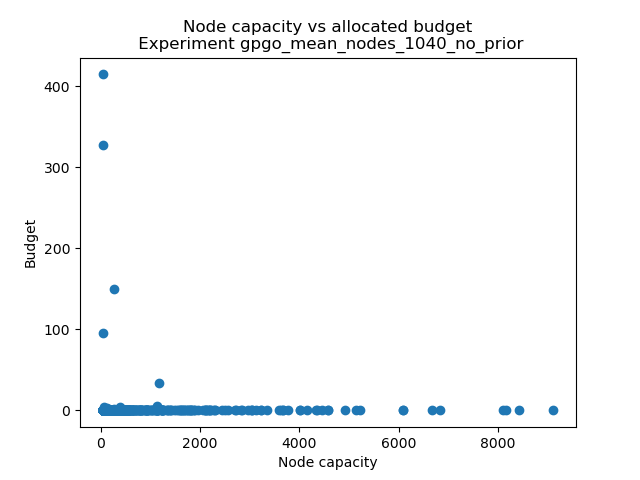 Node capacity vs allocated budget
Experiment gpgo_mean_nodes_1040_no_prior
400
300
200
100
0
Budget
0 2000 4000 6000 8000
Node capacity